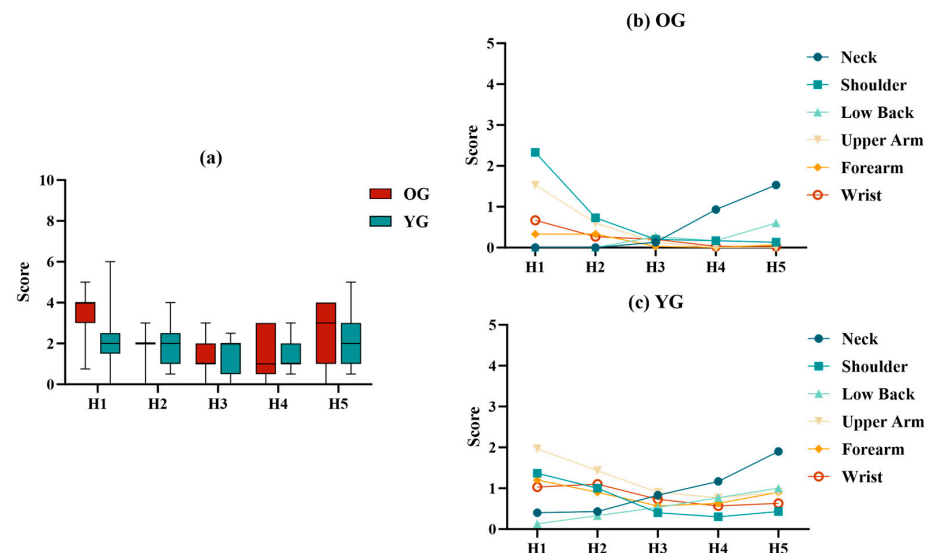 (a)
Score
10
8
6
4
2
0
H1 H2 H3 H4 H5
OG
YG
(b) OG
Score
5
4
3
2
1
0
H1 H2 H3 H4 H5
Neck
Shoulder
Low Back
Upper Arm
Forearm
Wrist
(c) YG
Score
5
4
3
2
1
0
H1 H2 H3 H4 H5
Neck
Shoulder
Low Back
Upper Arm
Forearm
Wrist